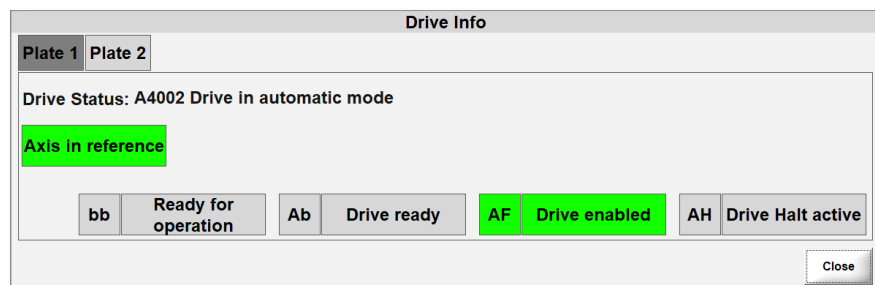 Drive Info
Plate 1 Plate 2
Drive Status: A4002 Drive in automatic mode
Axis in reference
bb Ready for operation Ab Drive ready AF Drive enabled AH Drive Halt active
Close